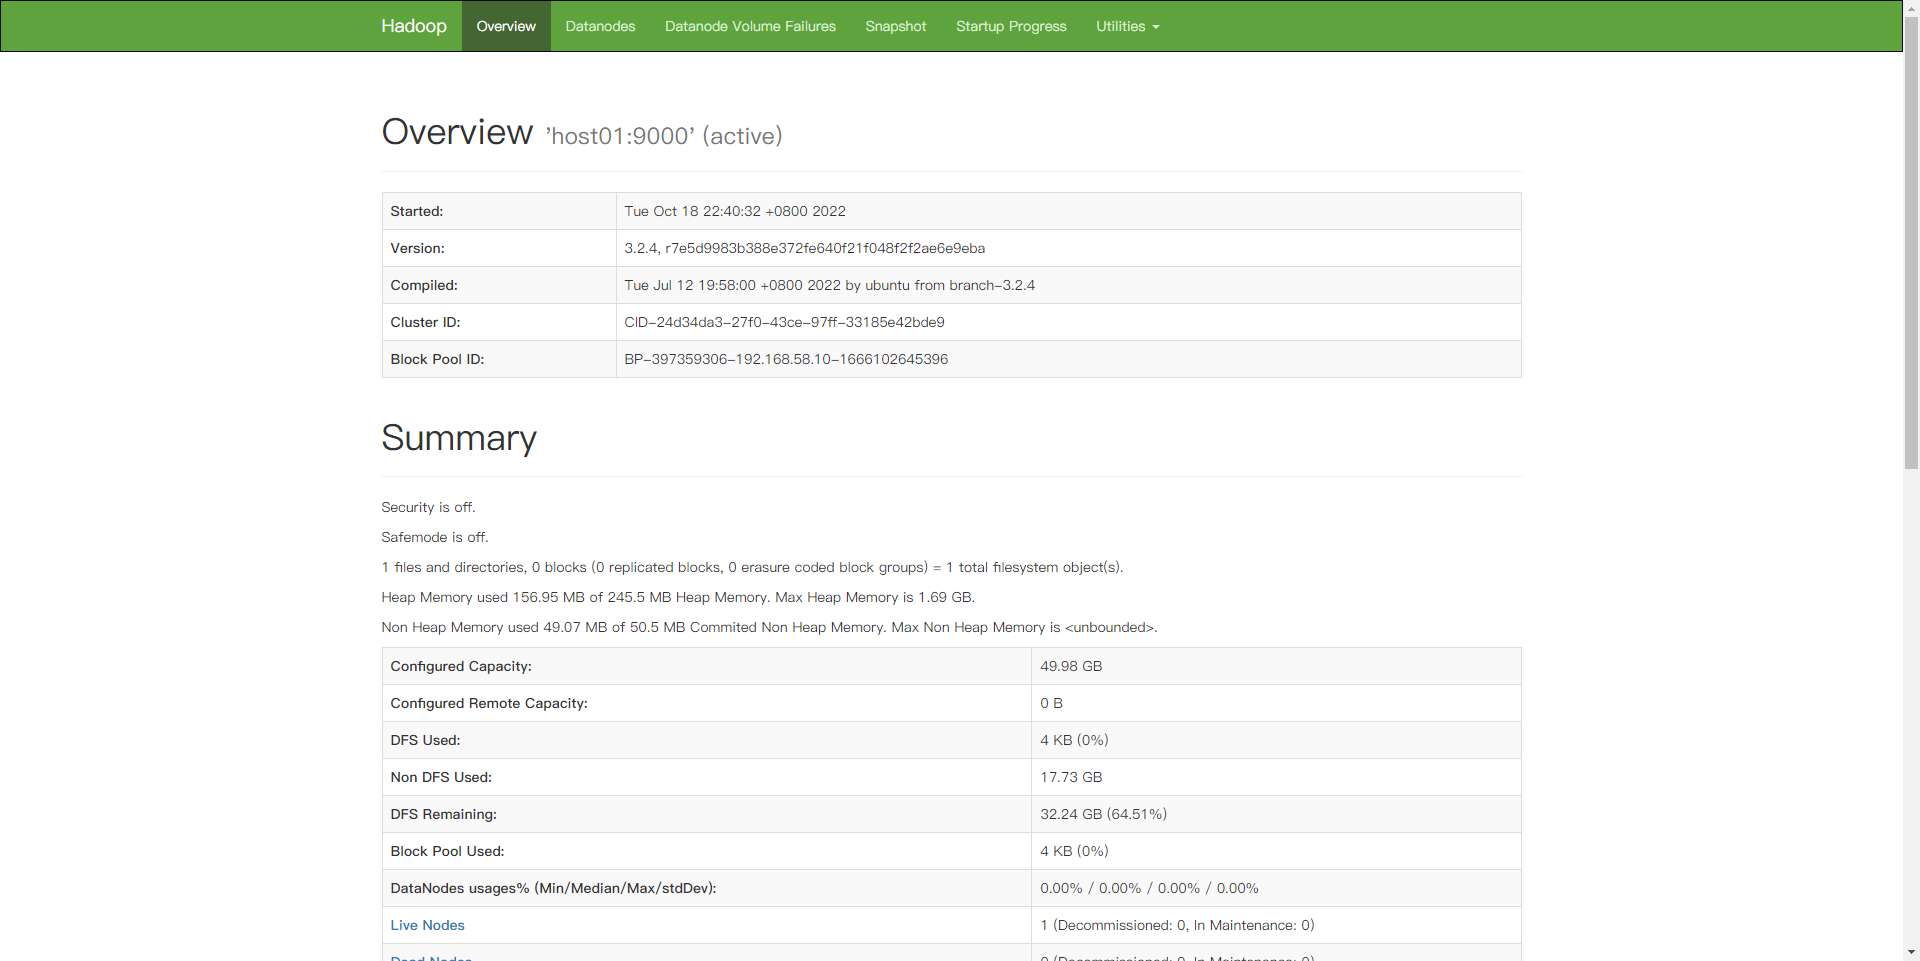 Hadoop Overview Datanodes Datanode Volume Failures Snapshot Startup Progress Utilities
Overview 'host01:9000' (active)
Started: Tue Oct 18 22:40:32 +0800 2022
Version: 3.2.4, r7e5d9983b388e372fe640f21f048f2f2ae6e9eba
Compiled: Tue Jul 12 19:58:00 +0800 2022 by ubuntu from branch-3.2.4
Cluster ID: CID-24d34da3-27f0-43ce-97ff-33185e42bde9
Block Pool ID: BP-397359306-192.168.58.10-1666102645396
Summary
Security is off.
Safemode is off.
1 files and directories, 0 blocks (0 replicated blocks, 0 erasure coded block groups) = 1 total filesystem object(s).
Heap Memory used 156.95 MB of 245.5 MB Heap Memory. Max Heap Memory is 1.69 GB.
Non Heap Memory used 49.07 MB of 50.5 MB Commited Non Heap Memory. Max Non Heap Memory is <unbounded>.
Configured Capacity: 49.98 GB
Configured Remote Capacity: 0 B
DFS Used: 4 KB (0%)
Non DFS Used: 17.73 GB
DFS Remaining: 32.24 GB (64.51%)
Block Pool Used: 4 KB (0%)
DataNodes usages% (Min/Median/Max/stdDev): 0.00% / 0.00% / 0.00% / 0.00%
Live Nodes 1 (Decommissioned: 0, In Maintenance: 0)
Dead Nodes 0 (Decommissioned: 0, In Maintenance: 0)